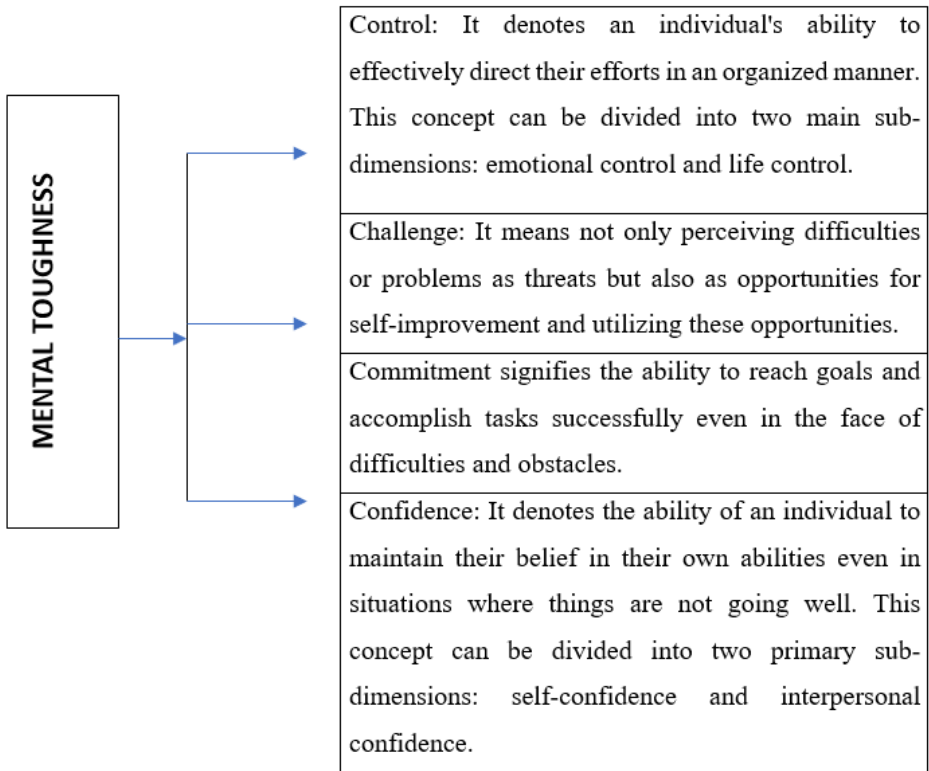 MENTAL TOUGHNESS
Control: It denotes an individual's ability to
effectively direct their efforts in an organized manner.
This concept can be divided into two main sub-
dimensions: emotional control and life control.
Challenge: It means not only perceiving difficulties
or problems as threats but also as opportunities for
self-improvement and utilizing these opportunities.
Commitment signifies the ability to reach goals and
accomplish tasks successfully even in the face of
difficulties and obstacles.
Confidence: It denotes the ability of an individual to
maintain their belief in their own abilities even in
situations where things are not going well. This
concept can be divided into two primary sub-
dimensions: self-confidence and interpersonal
confidence.